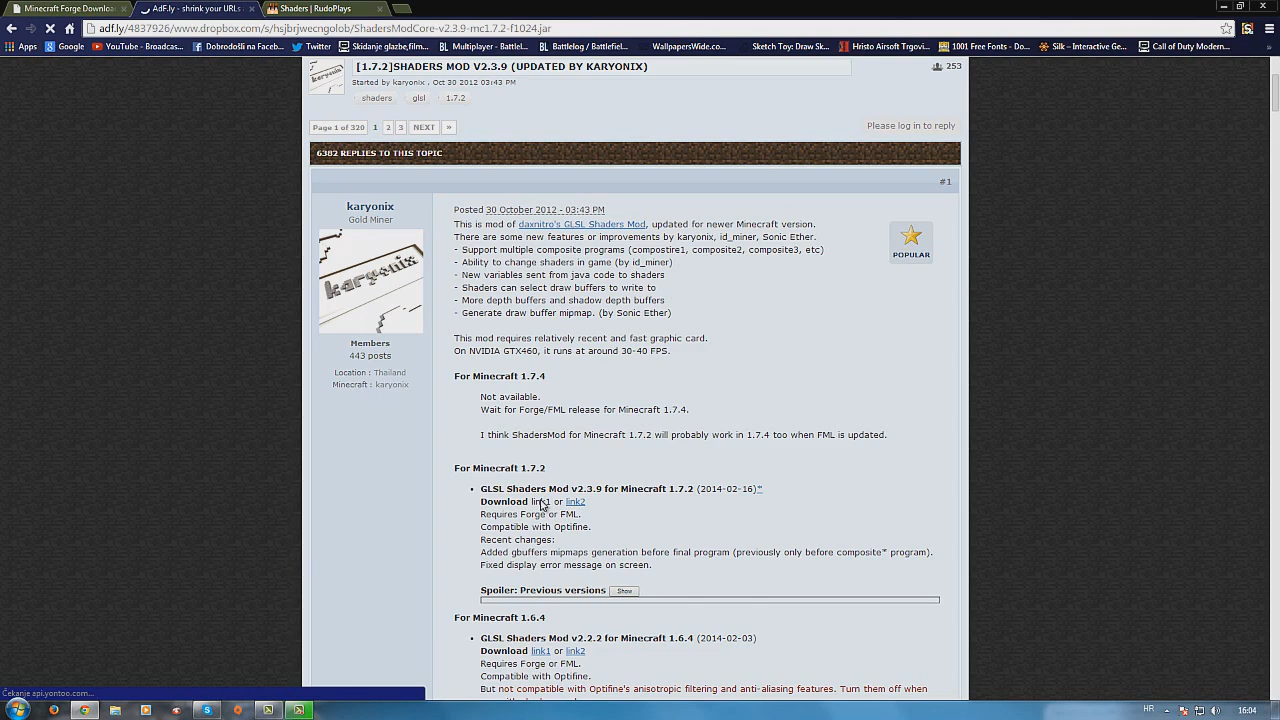 Minecraft Forge Download
AdF.ly - shrink your URLs
Shaders | RudoPlays
adf.ly/4837926/www.dropbox.com/s/hsjbrjwecngolob/ShadersModCore-v2.3.9-mc1.7.2-f1024.jar
Apps
Google
YouTube - Broadcas...
Dobrodošli na Faceb...
Twitter
Skidanje glazbe,film...
Multiplayer - Battlel...
Battlelog / Battlefiel...
WallpapersWide.co...
Sketch Toy: Draw Sk...
Hristo Airsoft Trgovi...
1001 Free Fonts - Do...
Silk – Interactive Ge...
Call of Duty Modern...
[1.7.2]SHADERS MOD V2.3.9 (UPDATED BY KARYONIX)
253
Started by karyonix , Oct 30 2012 03:43 PM
shaders
glsl
1.7.2
Page 1 of 320
1
2
3
NEXT
»
Please log in to reply
6382 REPLIES TO THIS TOPIC
#1
karyonix
Gold Miner
karyonix
Members
443 posts
Location : Thailand
Minecraft : karyonix
Posted 30 October 2012 - 03:43 PM
This is mod of daxnitro's GLSL Shaders Mod, updated for newer Minecraft version.
There are some new features or improvements by karyonix, id_miner, Sonic Ether.
- Support multiple composite programs (compostire1, composite2, composite3, etc)
- Ability to change shaders in game (by id_miner)
- New variables sent from java code to shaders
- Shaders can select draw buffers to write to
- More depth buffers and shadow depth buffers
- Generate draw buffer mipmap. (by Sonic Ether)
POPULAR
This mod requires relatively recent and fast graphic card.
On NVIDIA GTX460, it runs at around 30-40 FPS.
For Minecraft 1.7.4
Not available.
Wait for Forge/FML release for Minecraft 1.7.4.
I think ShadersMod for Minecraft 1.7.2 will probably work in 1.7.4 too when FML is updated.
For Minecraft 1.7.2
• GLSL Shaders Mod v2.3.9 for Minecraft 1.7.2 (2014-02-16)*
Download link1 or link2
Requires Forge or FML.
Compatible with Optifine.
Recent changes:
Added gbuffers mipmaps generation before final program (previously only before composite* program).
Fixed display error message on screen.
Spoiler: Previous versions Show
For Minecraft 1.6.4
• GLSL Shaders Mod v2.2.2 for Minecraft 1.6.4 (2014-02-03)
Download link1 or link2
Requires Forge or FML.
Compatible with Optifine.
But not compatible with Optifine's anisotropic filtering and anti-aliasing features. Turn them off when
Čekanje api.yontoo.com...
HR
16:04